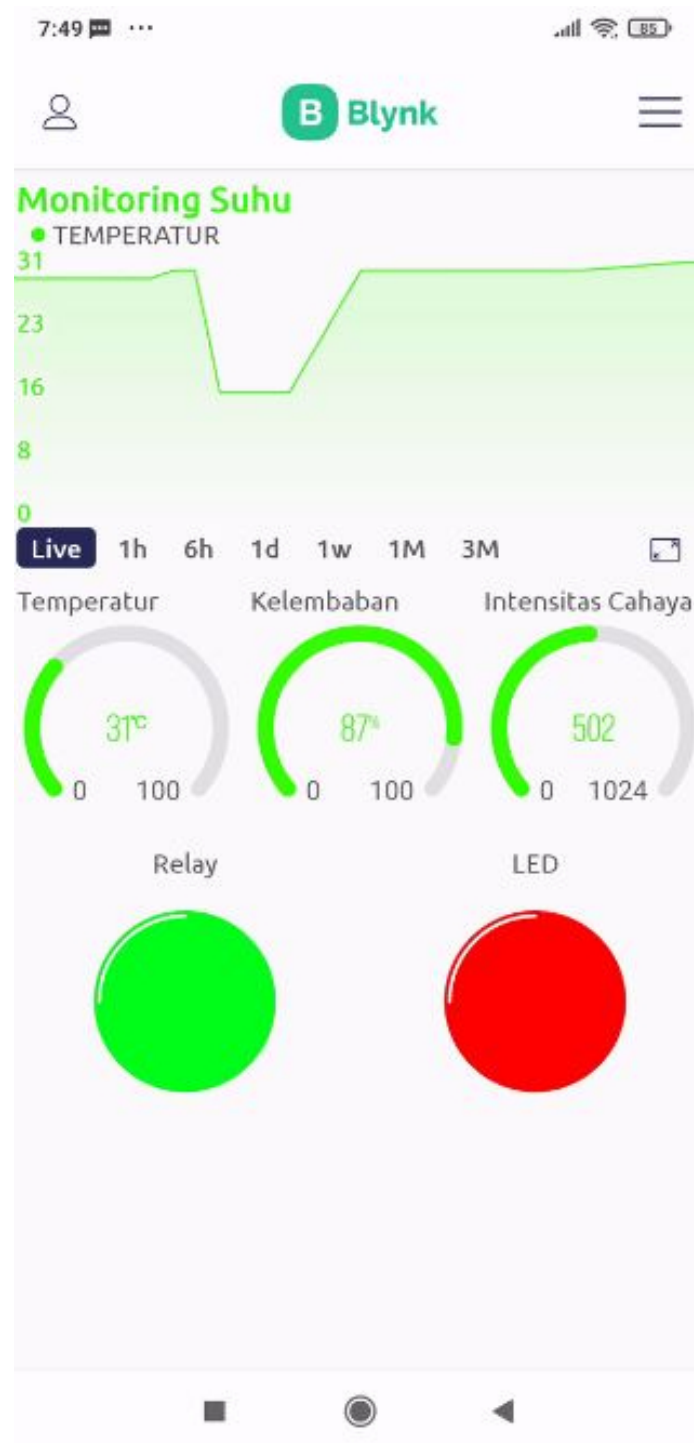 7:49 ...
85
B Blynk
Monitoring Suhu
TEMPERATUR
31
23
16
8
0
Live 1h 6h 1d 1w 1M 3M
Temperatur Kelembaban Intensitas Cahaya
31°C 87% 502
0 100 0 100 0 1024
Relay LED